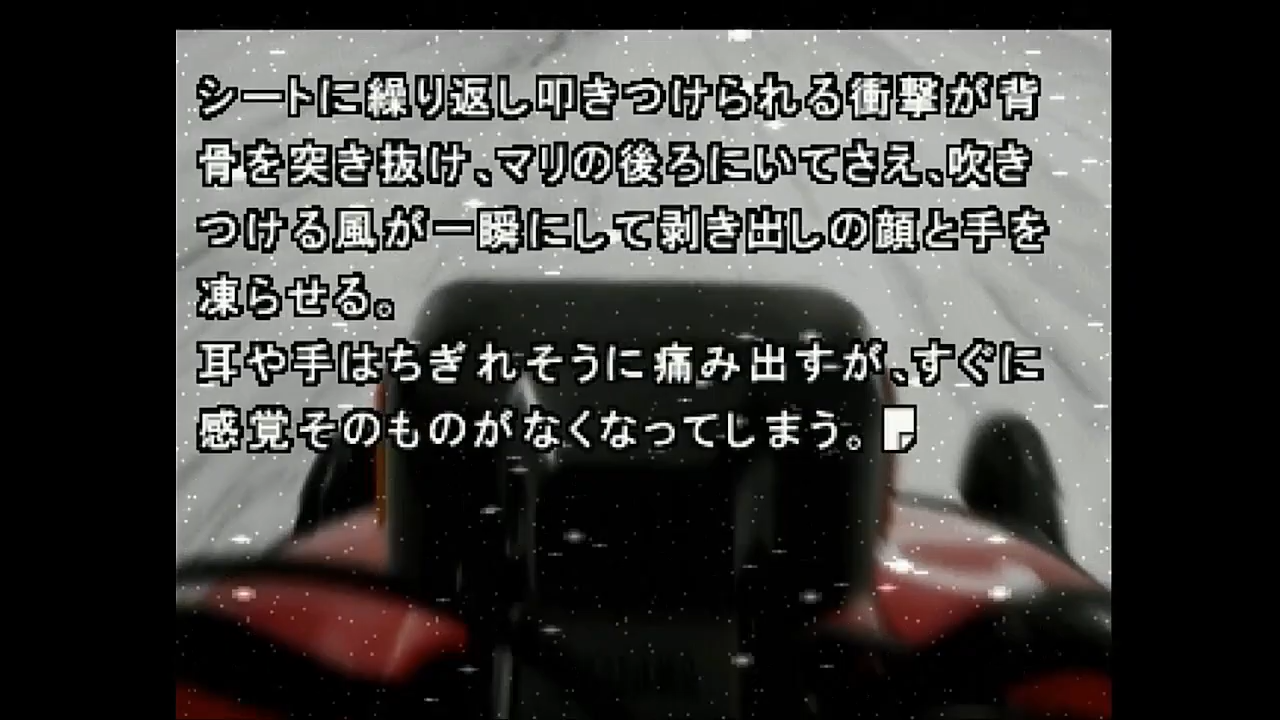 シートに繰り返し叩きつけられる衝撃が背
骨を突き抜け、マリの後ろにいてさえ、吹き
つける風が一瞬にして剥き出しの顔と手を
凍らせる。
耳や手はちぎれそうに痛み出すが、すぐに
感覚そのものがなくなってしまう。